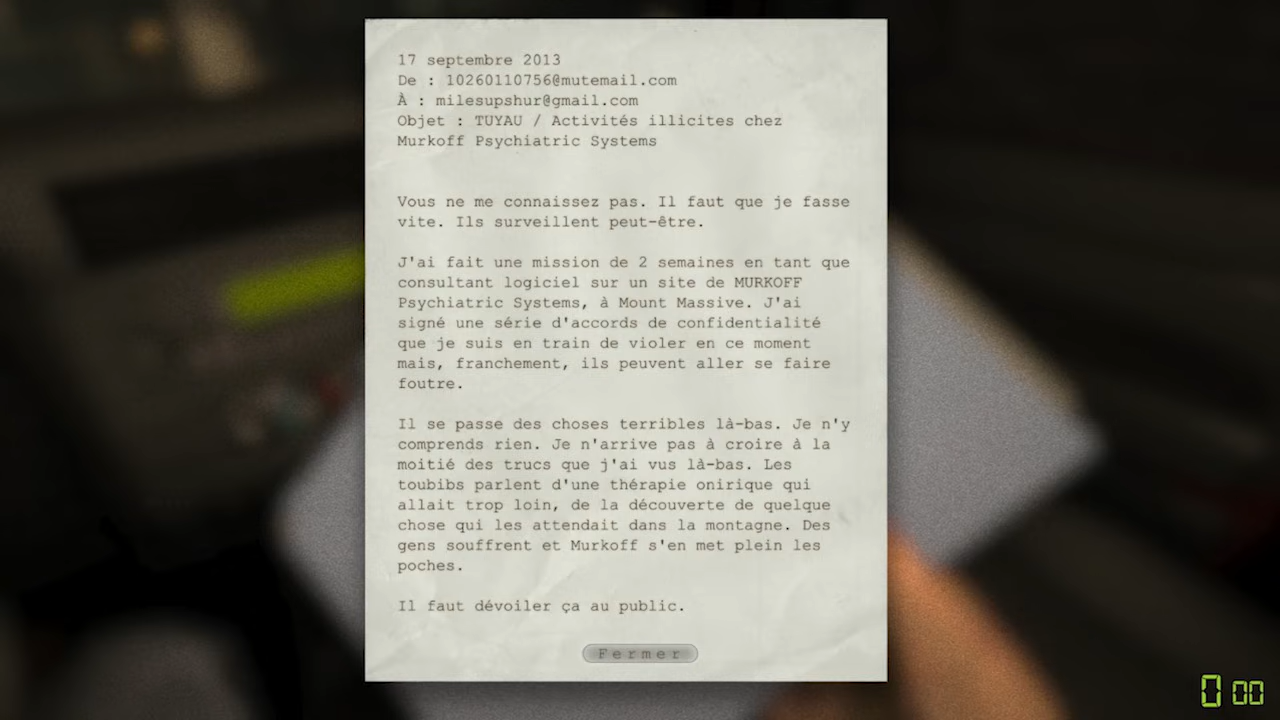 17 septembre 2013
De : 10260110756@mutemail.com
À : milesupshur@gmail.com
Objet : TUYAU / Activités illicites chez
Murkoff Psychiatric Systems
Vous ne me connaissez pas. Il faut que je fasse
vite. Ils surveillent peut-être.
J'ai fait une mission de 2 semaines en tant que
consultant logiciel sur un site de MURKOFF
Psychiatric Systems, à Mount Massive. J'ai
signé une série d'accords de confidentialité
que je suis en train de violer en ce moment
mais, franchement, ils peuvent aller se faire
foutre.
Il se passe des choses terribles là-bas. Je n'y
comprends rien. Je n'arrive pas à croire à la
moitié des trucs que j'ai vus là-bas. Les
toubibs parlent d'une thérapie onirique qui
allait trop loin, de la découverte de quelque
chose qui les attendait dans la montagne. Des
gens souffrent et Murkoff s'en met plein les
poches.
Il faut dévoiler ça au public.
Fermer
0 00